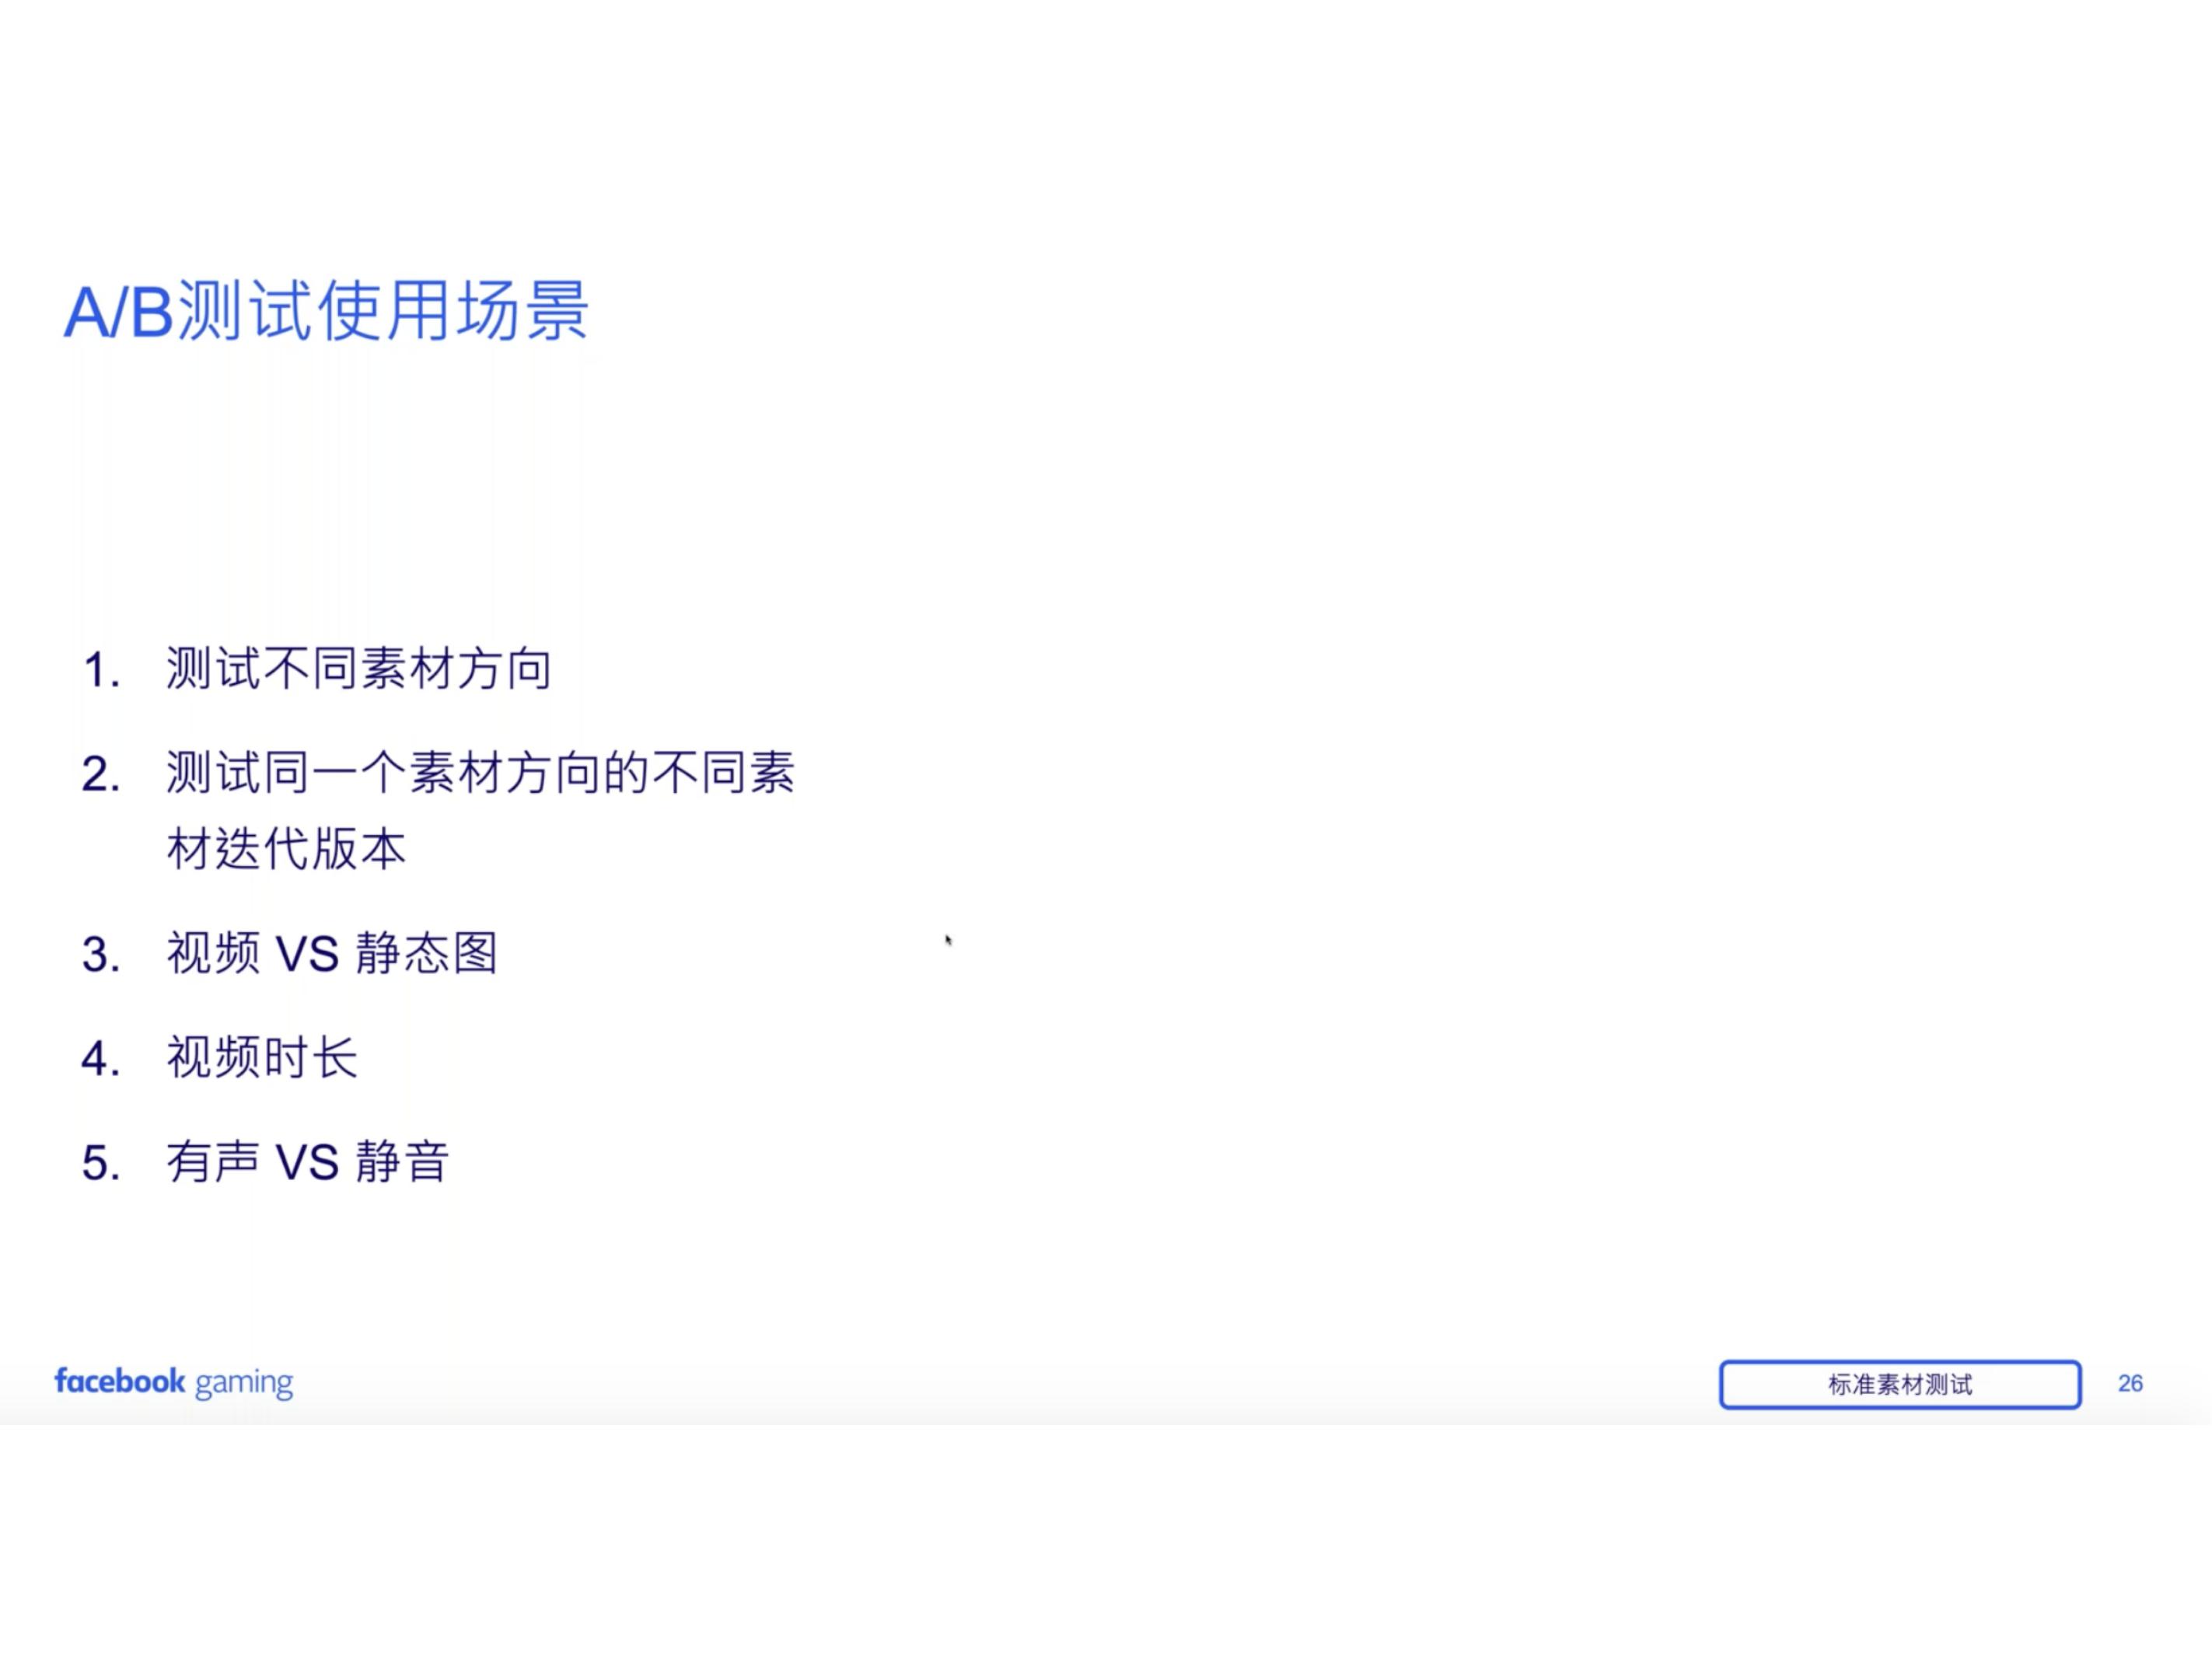 A/B测试使用场景
1. 测试不同素材方向
2. 测试同一个素材方向的不同素
材迭代版本
3. 视频 VS 静态图
4. 视频时长
5. 有声 VS 静音
facebook gaming
标准素材测试
26